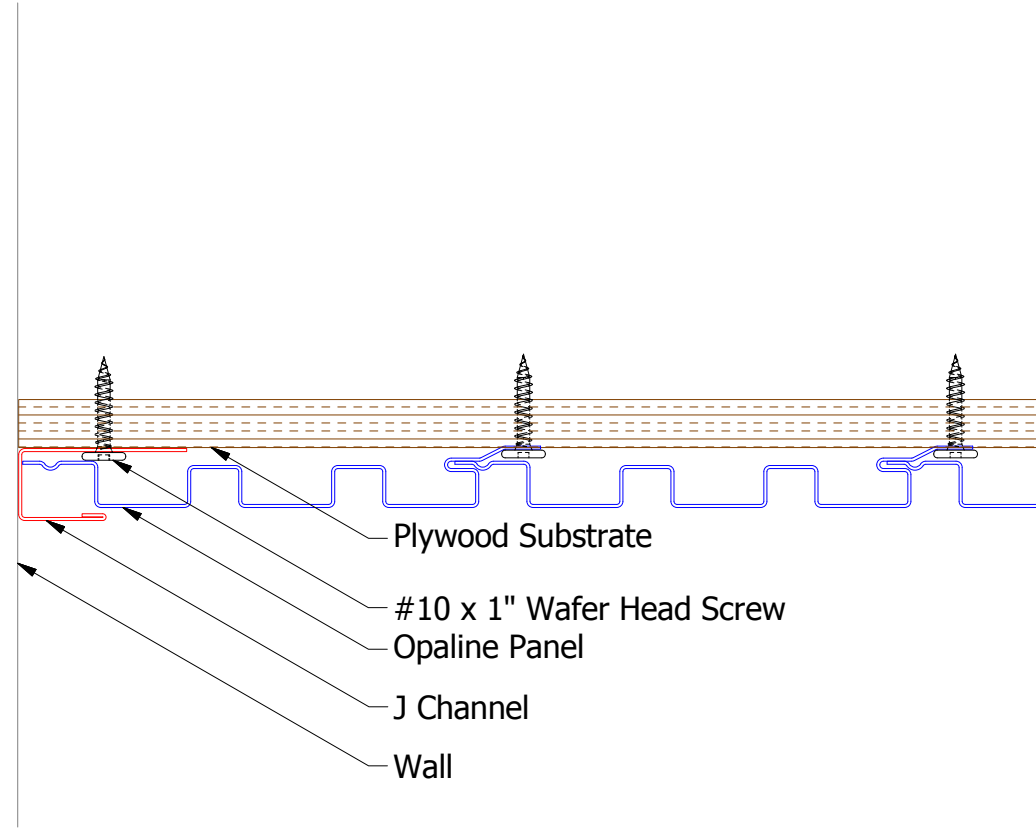 Plywood Substrate
#10 x 1" Wafer Head Screw
Opaline Panel
J Channel
Wall